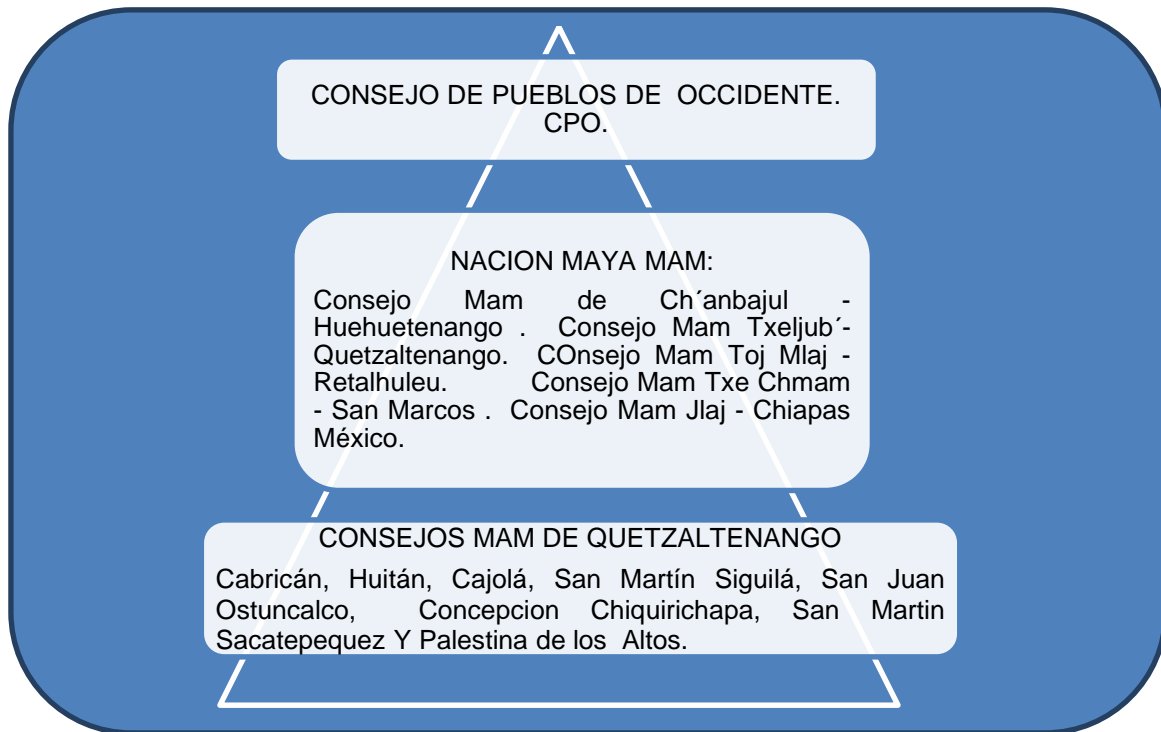 CONSEJO DE PUEBLOS DE OCCIDENTE.
CPO.
NACION MAYA MAM:
Consejo Mam de Ch´anbajul -
Huehuetenango . Consejo Mam Txeljub´-
Quetzaltenango. COnsejo Mam Toj Mlaj -
Retalhuleu. Consejo Mam Txe Chmam
- San Marcos . Consejo Mam Jlaj - Chiapas
México.
CONSEJOS MAM DE QUETZALTENANGO
Cabricán, Huitán, Cajolá, San Martín Siguilá, San Juan
Ostuncalco, Concepcion Chiquirichapa, San Martin
Sacatepequez Y Palestina de los Altos.